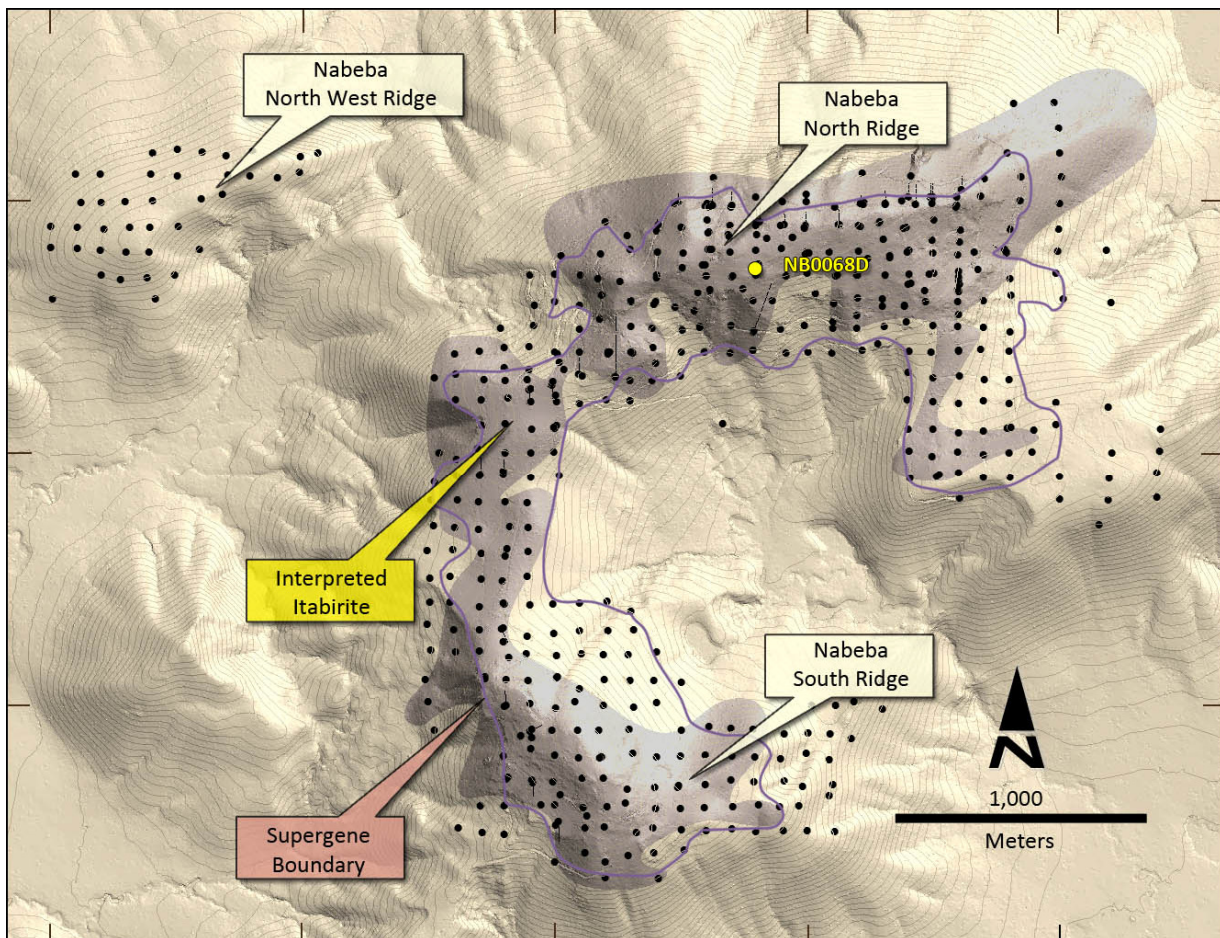 Nabeba
North West Ridge
Nabeba
North Ridge
NB0068D
Interpreted
Itabirite
Nabeba
South Ridge
N
1,000
Meters
Supergene
Boundary